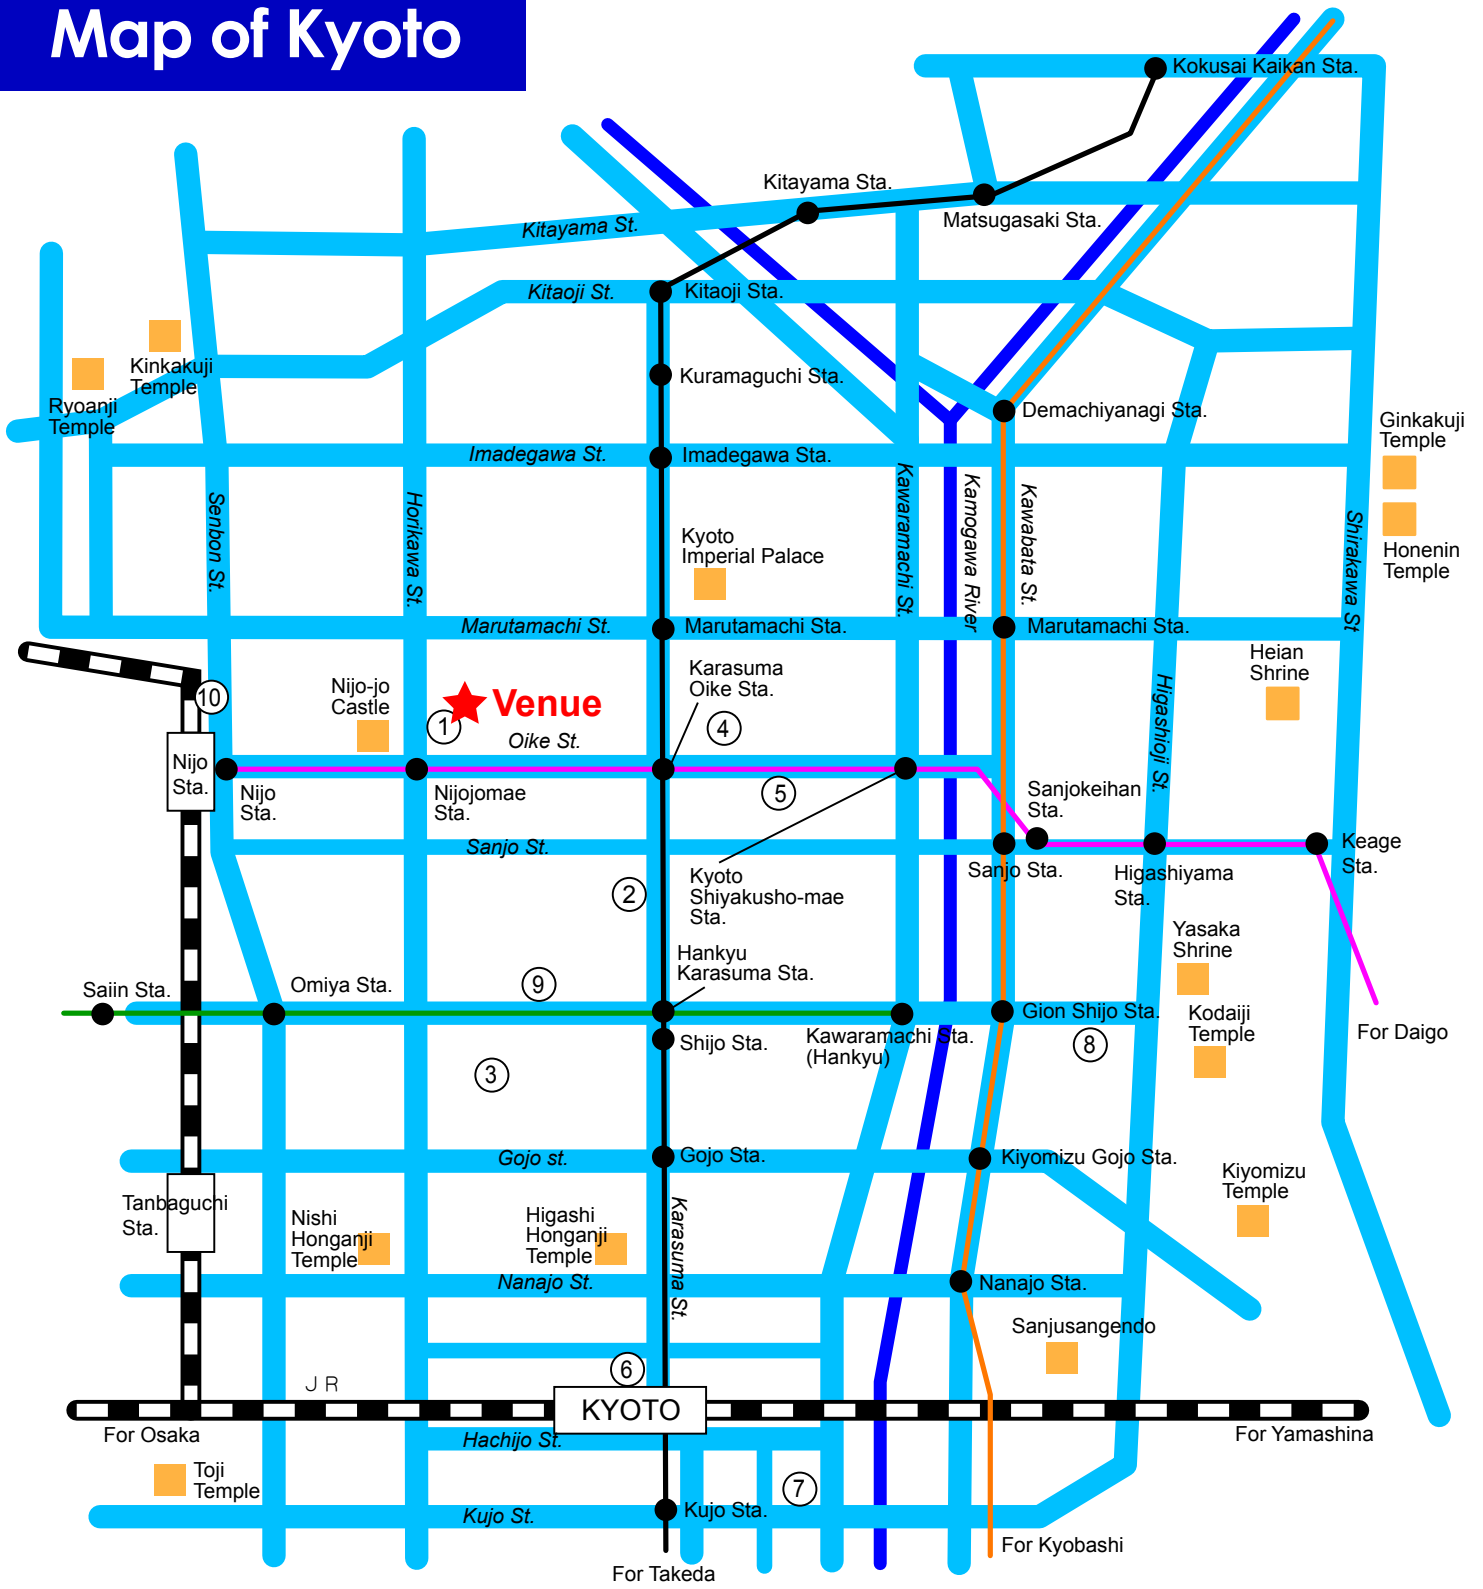 Map of Kyoto
Kokusai Kaikan Sta.
Kitayama Sta.
Matsugasaki Sta.
Kitayama St.
Kitaoji St.
Kitaoji Sta.
Kinkakuji
Temple
Ryoanji
Temple
Kuramaguchi Sta.
Demachiyanagi Sta.
Ginkakuji
Temple
Imadegawa St.
Imadegawa Sta.
Senbon St.
Horikawa St.
Kawaramachi St.
Kamogawa River
Kawabata St.
Shirakawa St
Honenin
Temple
Kyoto
Imperial Palace
Marutamachi St.
Marutamachi Sta.
Marutamachi Sta.
Heian
Shrine
Higashioji St.
10
Nijo-jo
Castle
1
Venue
Oike St.
Karasuma
Oike Sta.
4
Nijo
Sta.
Nijo
Sta.
Nijojomae
Sta.
5
Sanjokeihan
Sta.
Sanjo St.
Sanjo Sta.
Higashiyama
Sta.
Keage
Sta.
2
Kyoto
Shiyakusho-mae
Sta.
Yasaka
Shrine
Hankyu
Karasuma Sta.
9
Saiin Sta.
Omiya Sta.
Gion Shijo Sta.
Kodaiji
Temple
For Daigo
Shijo Sta.
Kawaramachi Sta.
(Hankyu)
8
3
Gojo st.
Gojo Sta.
Kiyomizu Gojo Sta.
Kiyomizu
Temple
Tanbaguchi
Sta.
Nishi
Honganji
Temple
Higashi
Honganji
Temple
Karasuma St.
Nanajo St.
Nanajo Sta.
Sanjusangendo
6
J R
KYOTO
For Osaka
For Yamashina
Hachijo St.
Toji
Temple
7
Kujo St.
Kujo Sta.
For Kyobashi
For Takeda